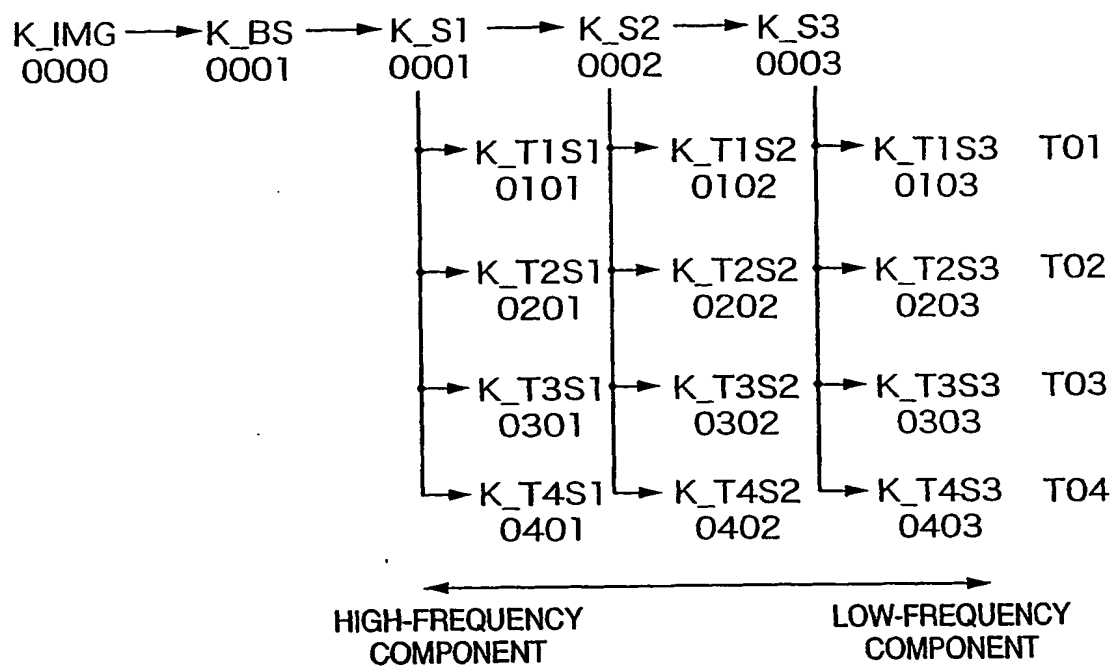 K_IMG K_BS K_S1 K_S2 K_S3
0000 0001 0001 0002 0003
K_T1S1 K_T1S2 K_T1S3 T01
0101 0102 0103
K_T2S1 K_T2S2 K_T2S3 T02
0201 0202 0203
K_T3S1 K_T3S2 K_T3S3 T03
0301 0302 0303
K_T4S1 K_T4S2 K_T4S3 T04
0401 0402 0403
HIGH-FREQUENCY
COMPONENT
LOW-FREQUENCY
COMPONENT